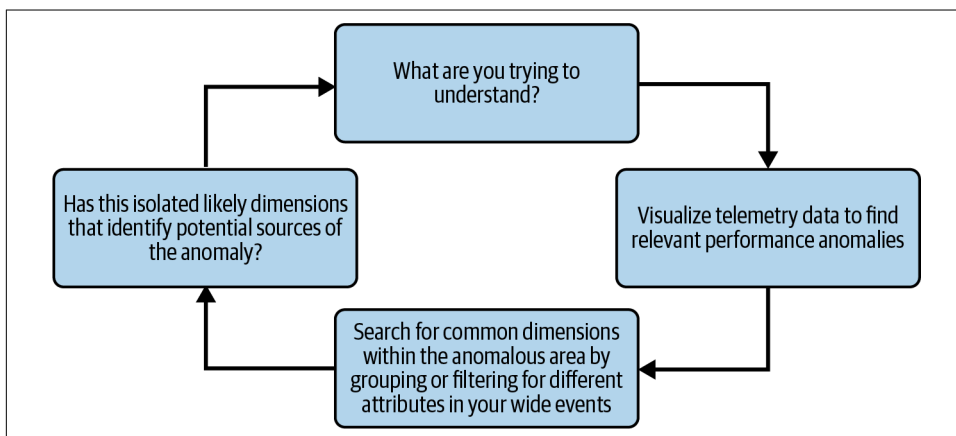 What are you trying to
understand?
Visualize telemetry data to find
relevant performance anomalies
Search for common dimensions
within the anomalous area by
grouping or filtering for different
attributes in your wide events
Has this isolated likely dimensions
that identify potential sources of
the anomaly?